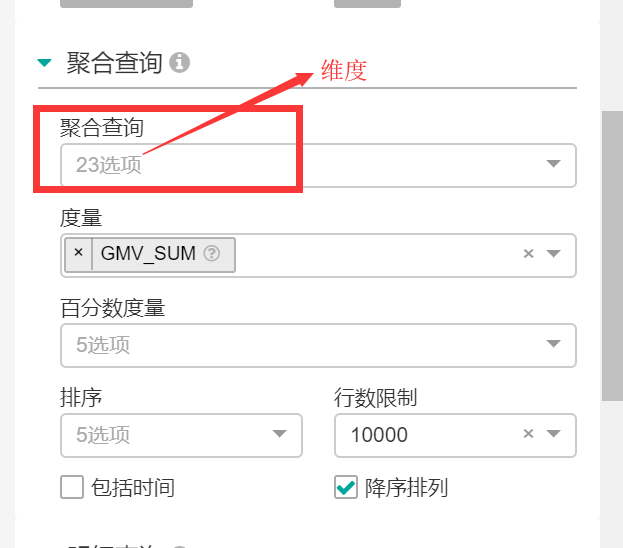 聚合查询
维度
聚合查询
23选项
度量
× GMV_SUM
百分数度量
5选项
排序 行数限制
5选项 10000
包括时间 降序排列